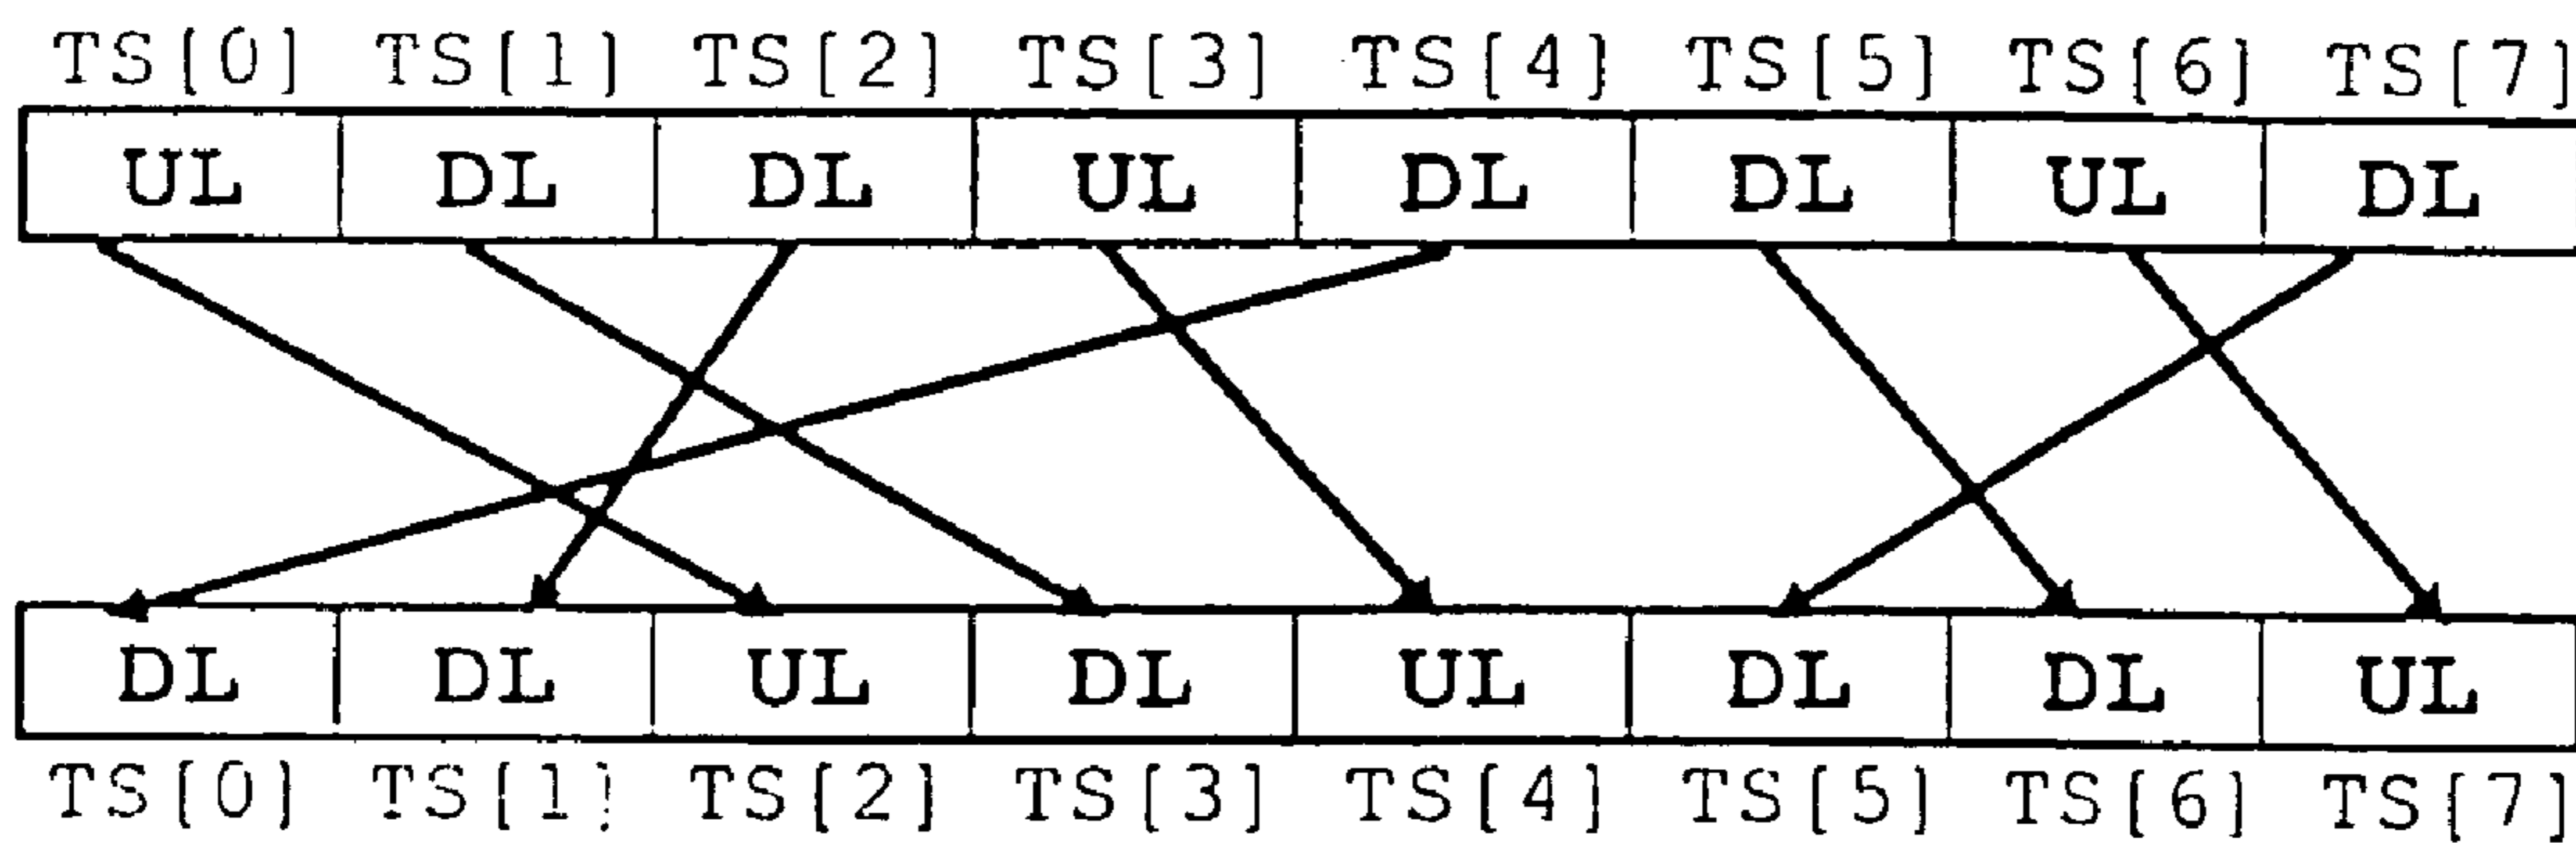 TS[0] TS[1] TS[2] TS[3] TS[4] TS[5] TS[6] TS[7]
UL DL DL UL DL DL UL DL
DL DL UL DL UL DL DL UL
TS[0] TS[1] TS[2] TS[3] TS[4] TS[5] TS[6] TS[7]